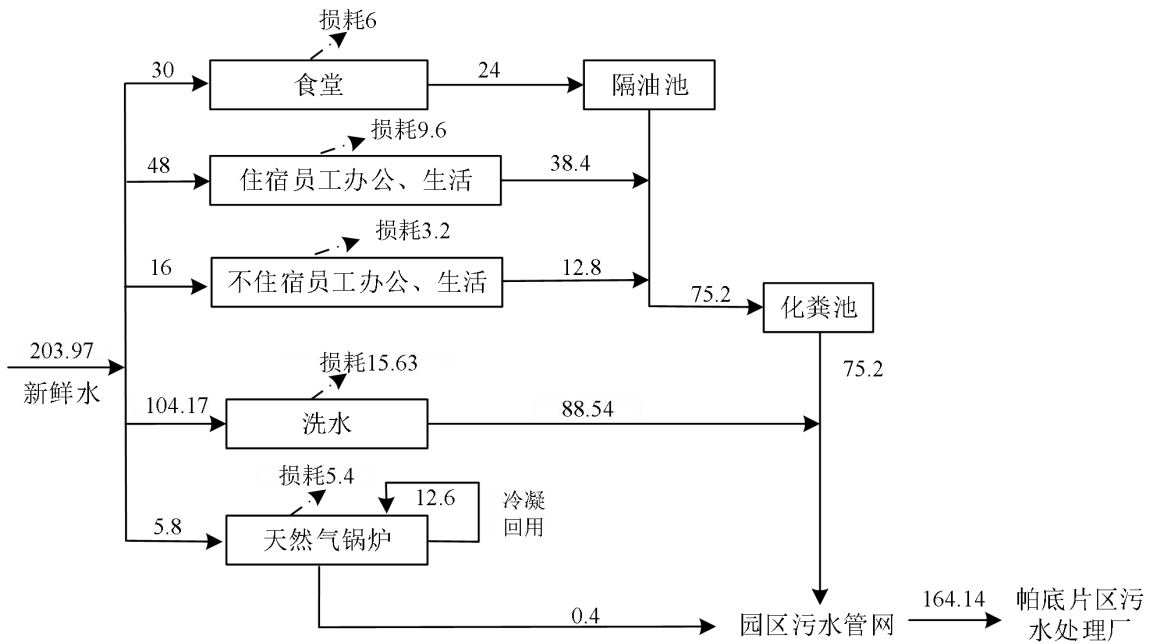 损耗6
30
食堂
24
隔油池
损耗9.6
48
住宿员工办公、生活
38.4
损耗3.2
16
不住宿员工办公、生活
12.8
75.2
化粪池
203.97
新鲜水
损耗15.63
75.2
104.17
洗水
88.54
损耗5.4
12.6
冷凝
回用
5.8
天然气锅炉
0.4
园区污水管网
164.14
帕底片区污
水处理厂